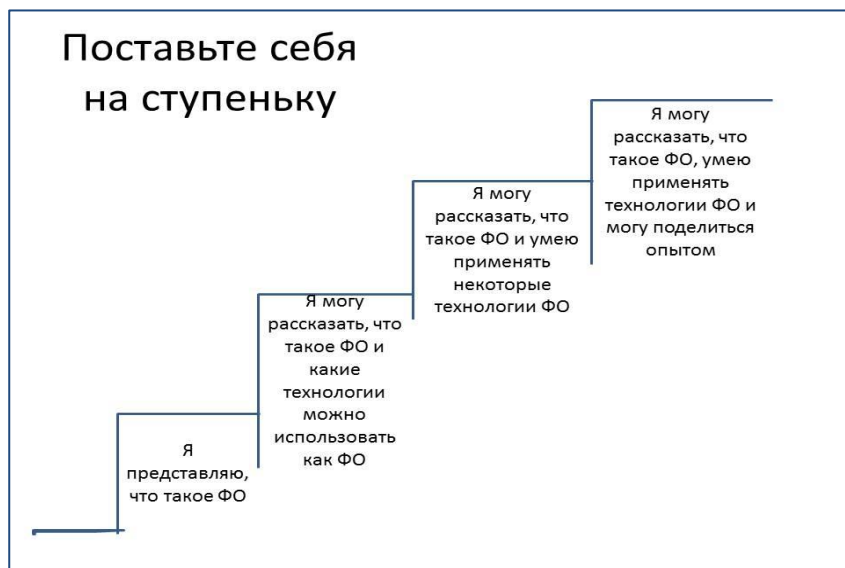 Поставьте себя
на ступеньку
Я
представляю,
что такое ФО
Я могу
рассказать, что
такое ФО и
какие
технологии
можно
использовать
как ФО
Я могу
рассказать, что
такое ФО и умею
применять
некоторые
технологии ФО
Я могу
рассказать, что
такое ФО, умею
применять
технологии ФО и
могу поделиться
опытом